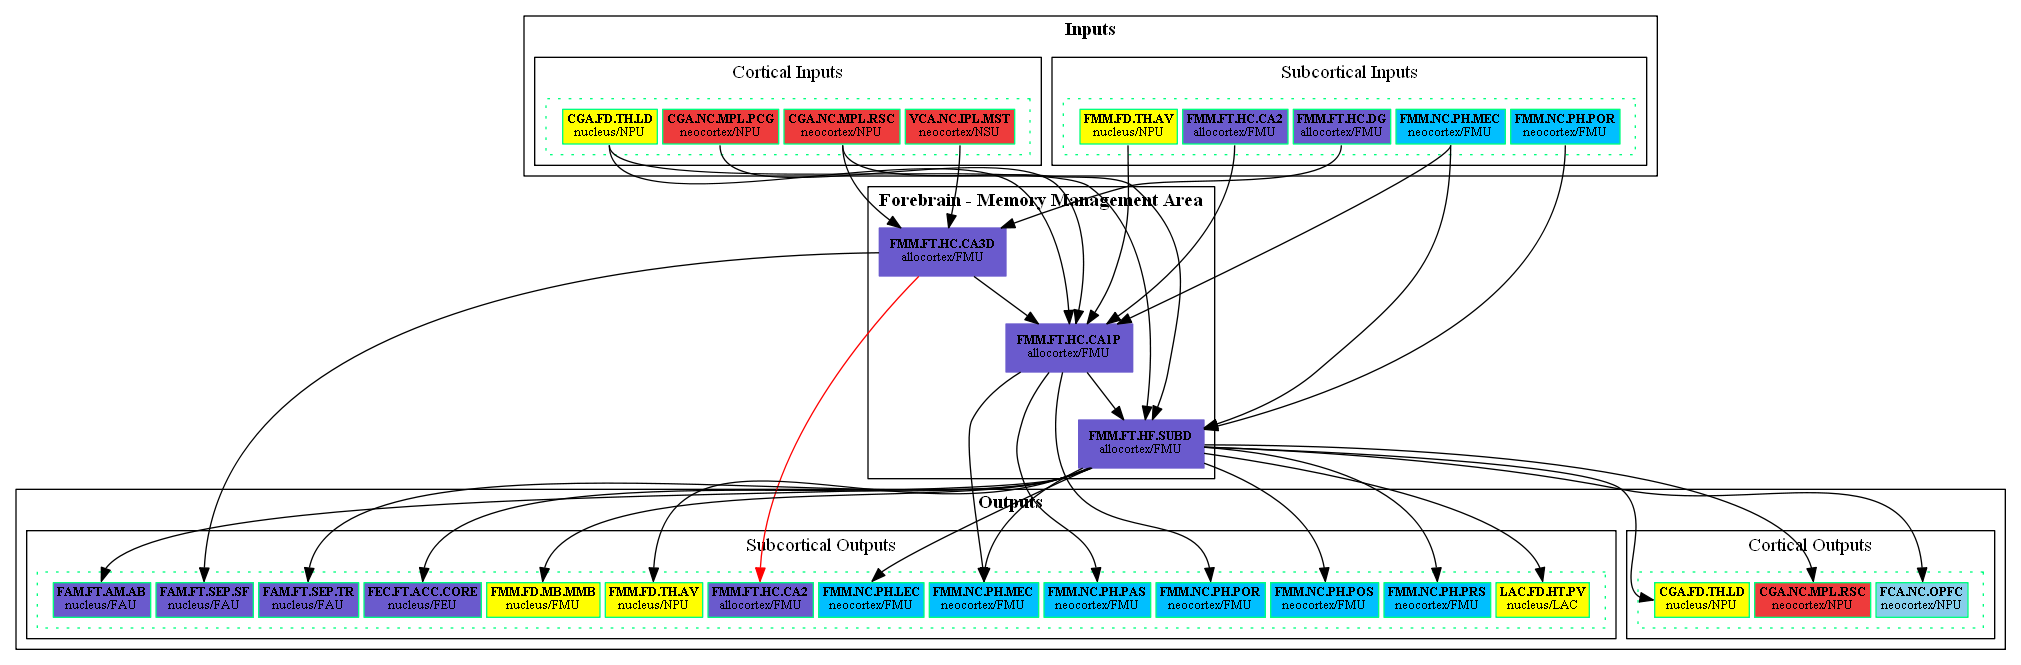 Inputs
Cortical Inputs
Subcortical Inputs
CGA.FD.TH.LD
nucleus/NPU
CGA.NC.MPL.PCG
neocortex/NPU
CGA.NC.MPL.RSC
neocortex/NPU
VCA.NC.IPL.MST
neocortex/NSU
FMM.FD.TH.AV
nucleus/NPU
FMM.FT.HC.CA2
allocortex/FMU
FMM.FT.HC.DG
allocortex/FMU
FMM.NC.PH.MEC
neocortex/FMU
FMM.NC.PH.POR
neocortex/FMU
Forebrain - Memory Management Area
FMM.FT.HC.CA3D
allocortex/FMU
FMM.FT.HC.CA1P
allocortex/FMU
FMM.FT.HF.SUBD
allocortex/FMU
Outputs
Subcortical Outputs
Cortical Outputs
FAM.FT.AM.AB
nucleus/FAU
FAM.FT.SEP.SF
nucleus/FAU
FAM.FT.SEP.TR
nucleus/FAU
FEC.FT.ACC.CORE
nucleus/FEU
FMM.FD.MB.MMB
nucleus/FMU
FMM.FD.TH.AV
nucleus/NPU
FMM.FT.HC.CA2
allocortex/FMU
FMM.NC.PH.LEC
neocortex/FMU
FMM.NC.PH.MEC
neocortex/FMU
FMM.NC.PH.PAS
neocortex/FMU
FMM.NC.PH.POR
neocortex/FMU
FMM.NC.PH.POS
neocortex/FMU
FMM.NC.PH.PRS
neocortex/FMU
LAC.FD.HT.PV
nucleus/LAC
CGA.FD.TH.LD
nucleus/NPU
CGA.NC.MPL.RSC
neocortex/NPU
FCA.NC.OPFC
neocortex/NPU